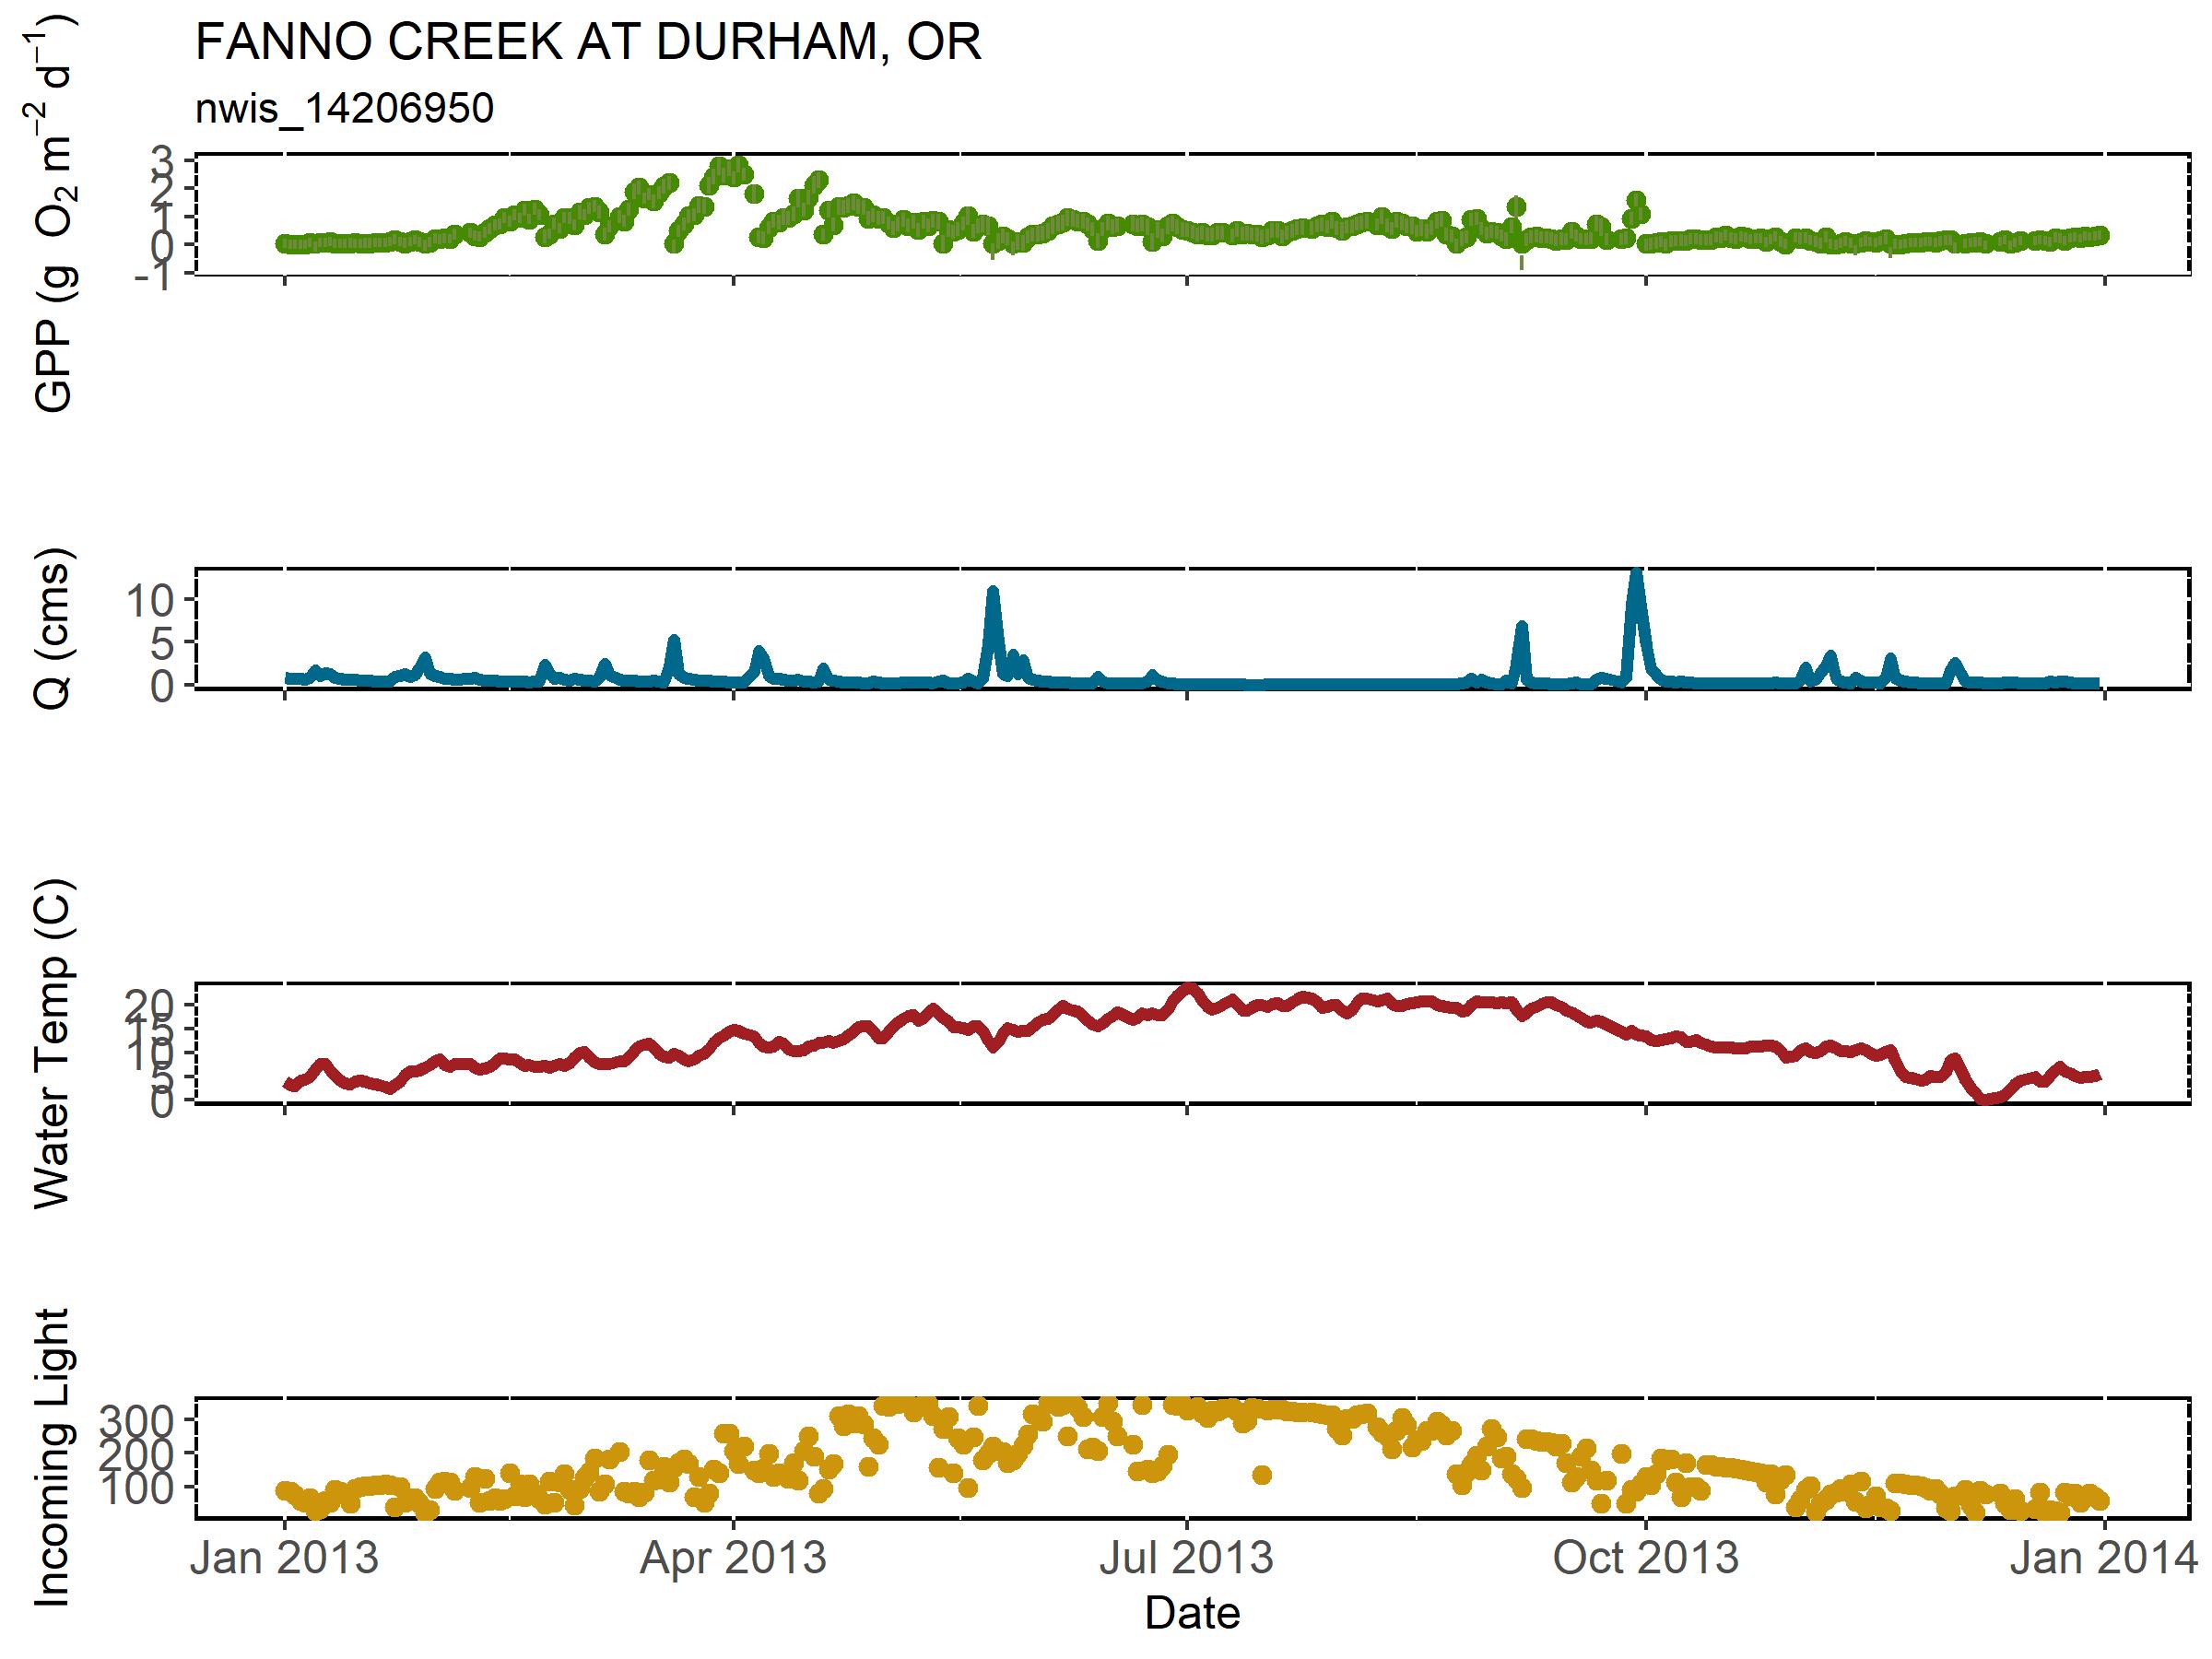 FANNO CREEK AT DURHAM, OR
nwis_14206950
GPP (g O₂ m⁻² d⁻¹)
3
2
1
0
-1
Q (cms)
10
5
0
Water Temp (C)
20
15
10
5
0
Incoming Light
300
200
100
Jan 2013 Apr 2013 Jul 2013 Oct 2013 Jan 2014
Date